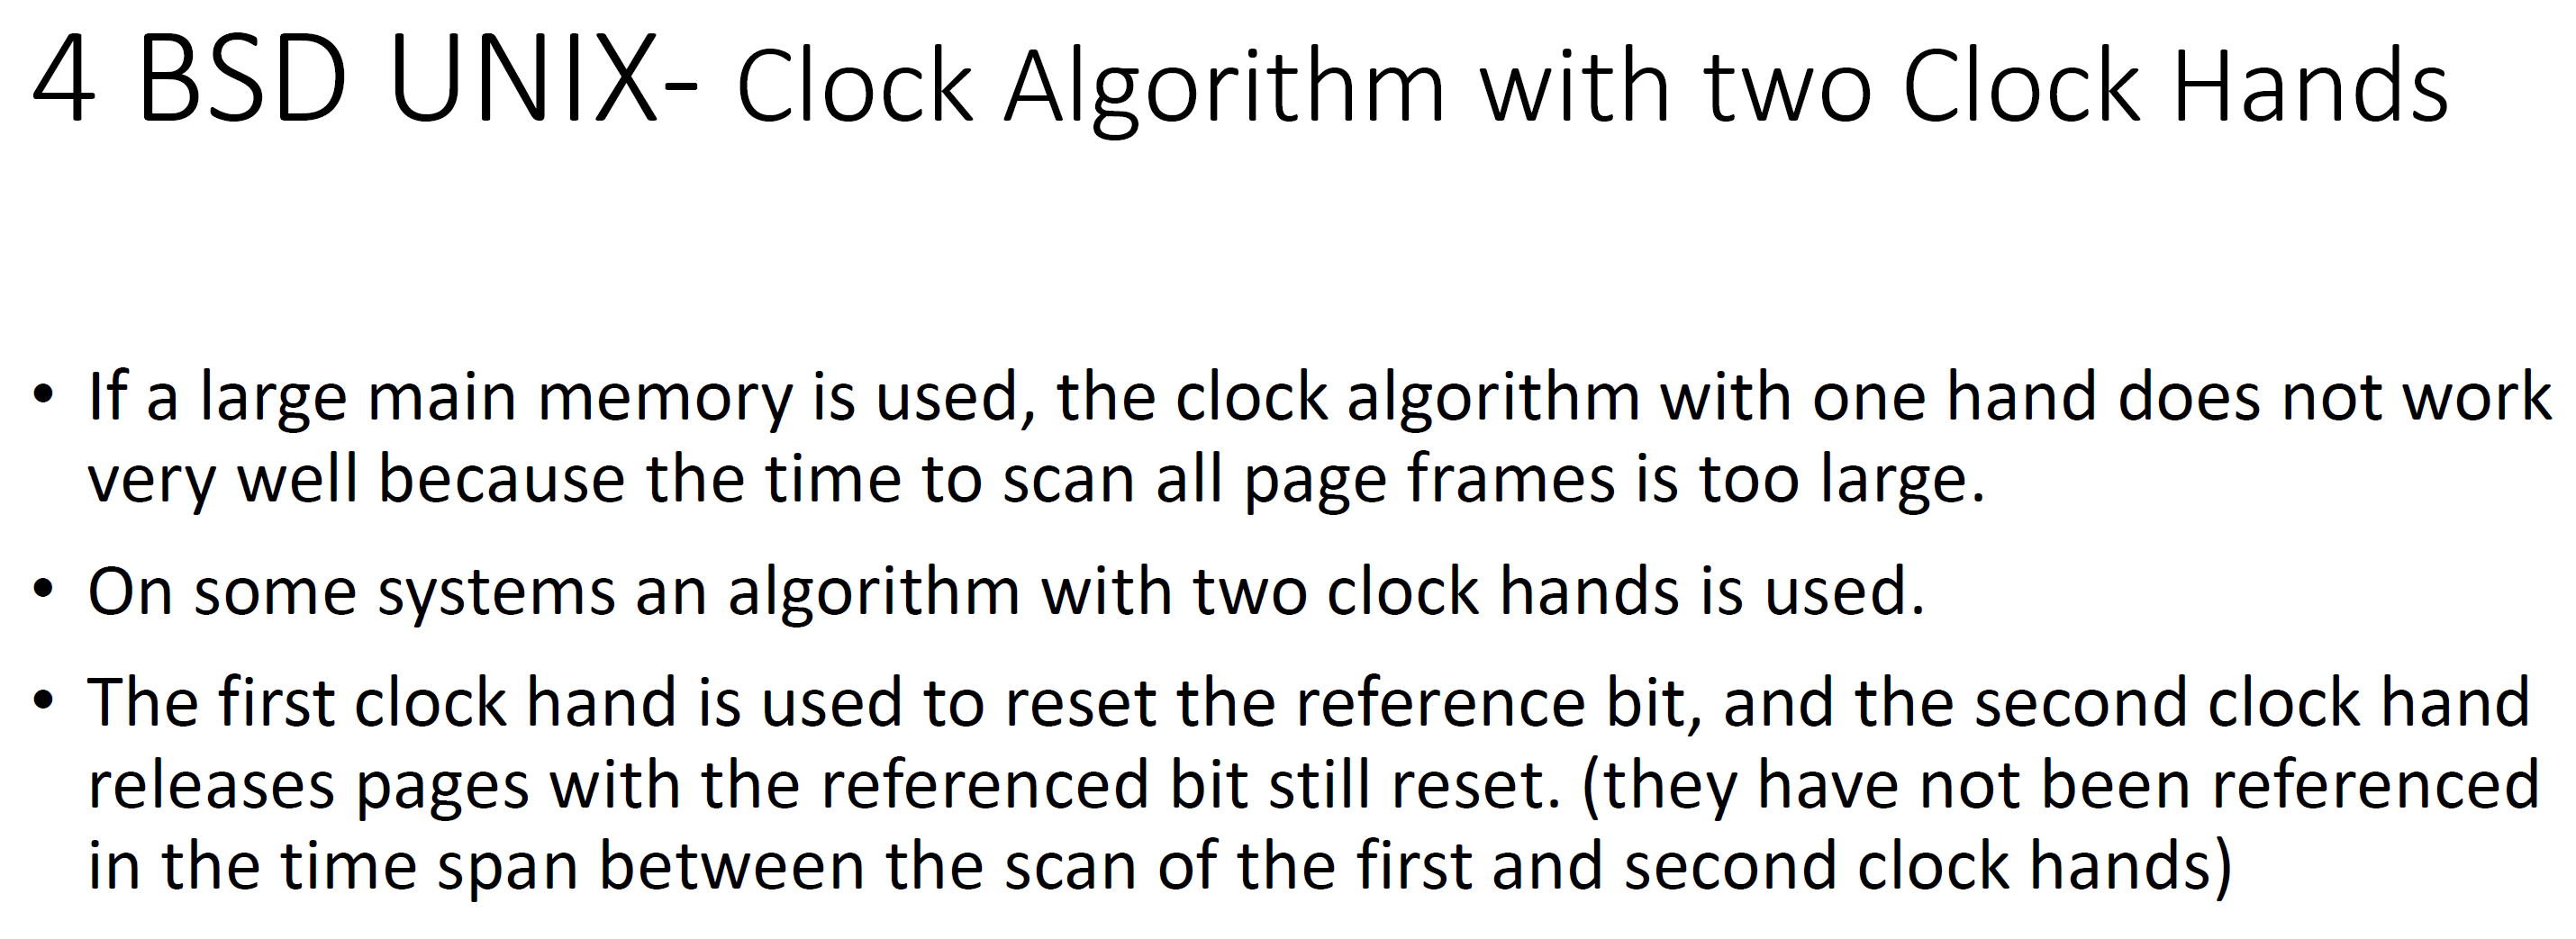 4 BSD UNIX- Clock Algorithm with two Clock Hands
• If a large main memory is used, the clock algorithm with one hand does not work
very well because the time to scan all page frames is too large.
• On some systems an algorithm with two clock hands is used.
• The first clock hand is used to reset the reference bit, and the second clock hand
releases pages with the referenced bit still reset. (they have not been referenced
in the time span between the scan of the first and second clock hands)